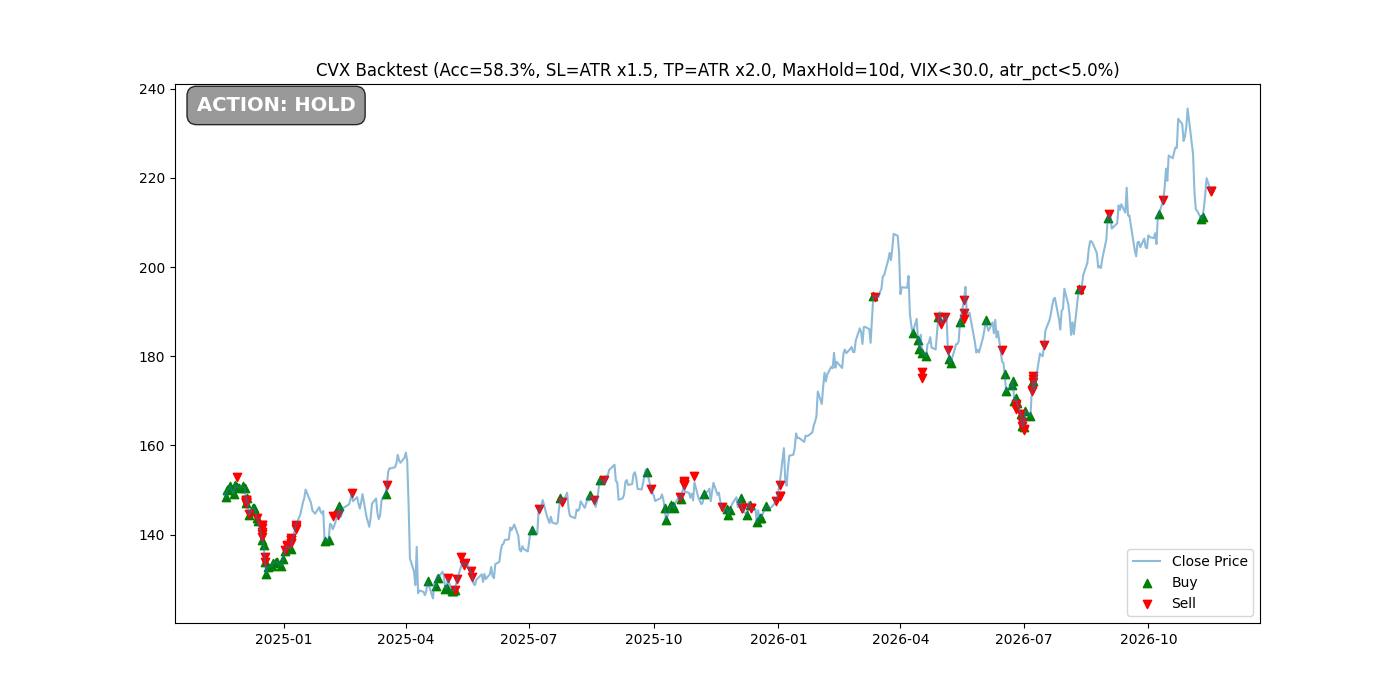 CVX Backtest (Acc=58.3%, SL=ATR x1.5, TP=ATR x2.0, MaxHold=10d, VIX<30.0, atr_pct<5.0%)
ACTION: HOLD
240
220
200
180
160
140
2025-01 2025-04 2025-07 2025-10 2026-01 2026-04 2026-07 2026-10
Close Price
Buy
Sell